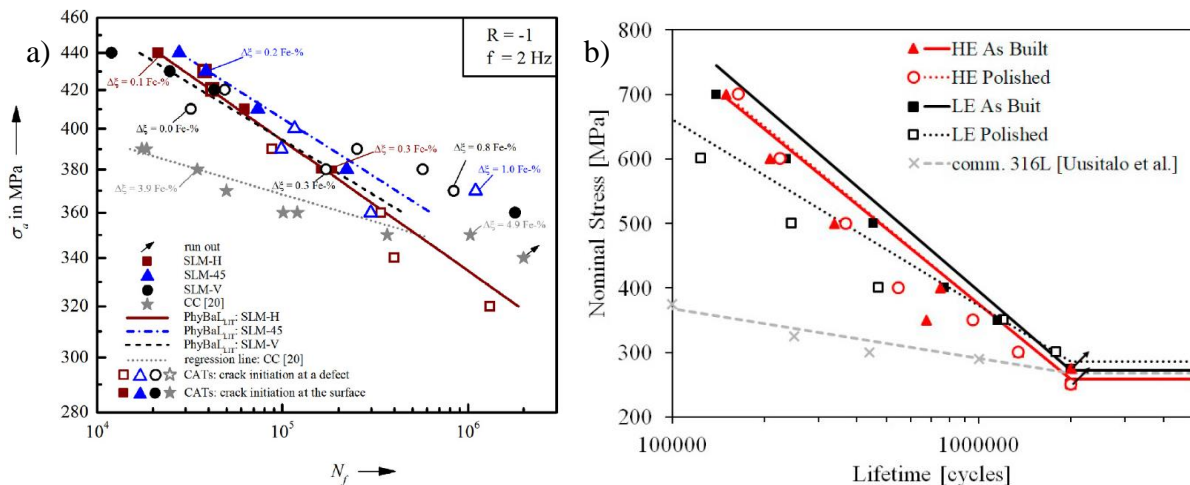 a)
460
440
420
400
380
360
340
320
300
280
σa in MPa
10^4
10^5
10^6
Nf
R = -1
f = 2 Hz
Δξ = 0.2 Fe-%
Δξ = 0.1 Fe-%
Δξ = 0.0 Fe-%
Δξ = 0.3 Fe-%
Δξ = 0.8 Fe-%
Δξ = 1.0 Fe-%
Δξ = 3.9 Fe-%
Δξ = 0.3 Fe-%
Δξ = 4.9 Fe-%
run out
SLM-H
SLM-45
SLM-V
CC [20]
PhyBaLLIT: SLM-H
PhyBaLLIT: SLM-45
PhyBaLLIT: SLM-V
regression line: CC [20]
CATs: crack initiation at a defect
CATs: crack initiation at the surface
b)
800
700
600
500
400
300
200
Nominal Stress [MPa]
100000
1000000
Lifetime [cycles]
HE As Built
HE Polished
LE As Buit
LE Polished
comm. 316L [Uusitalo et al.]